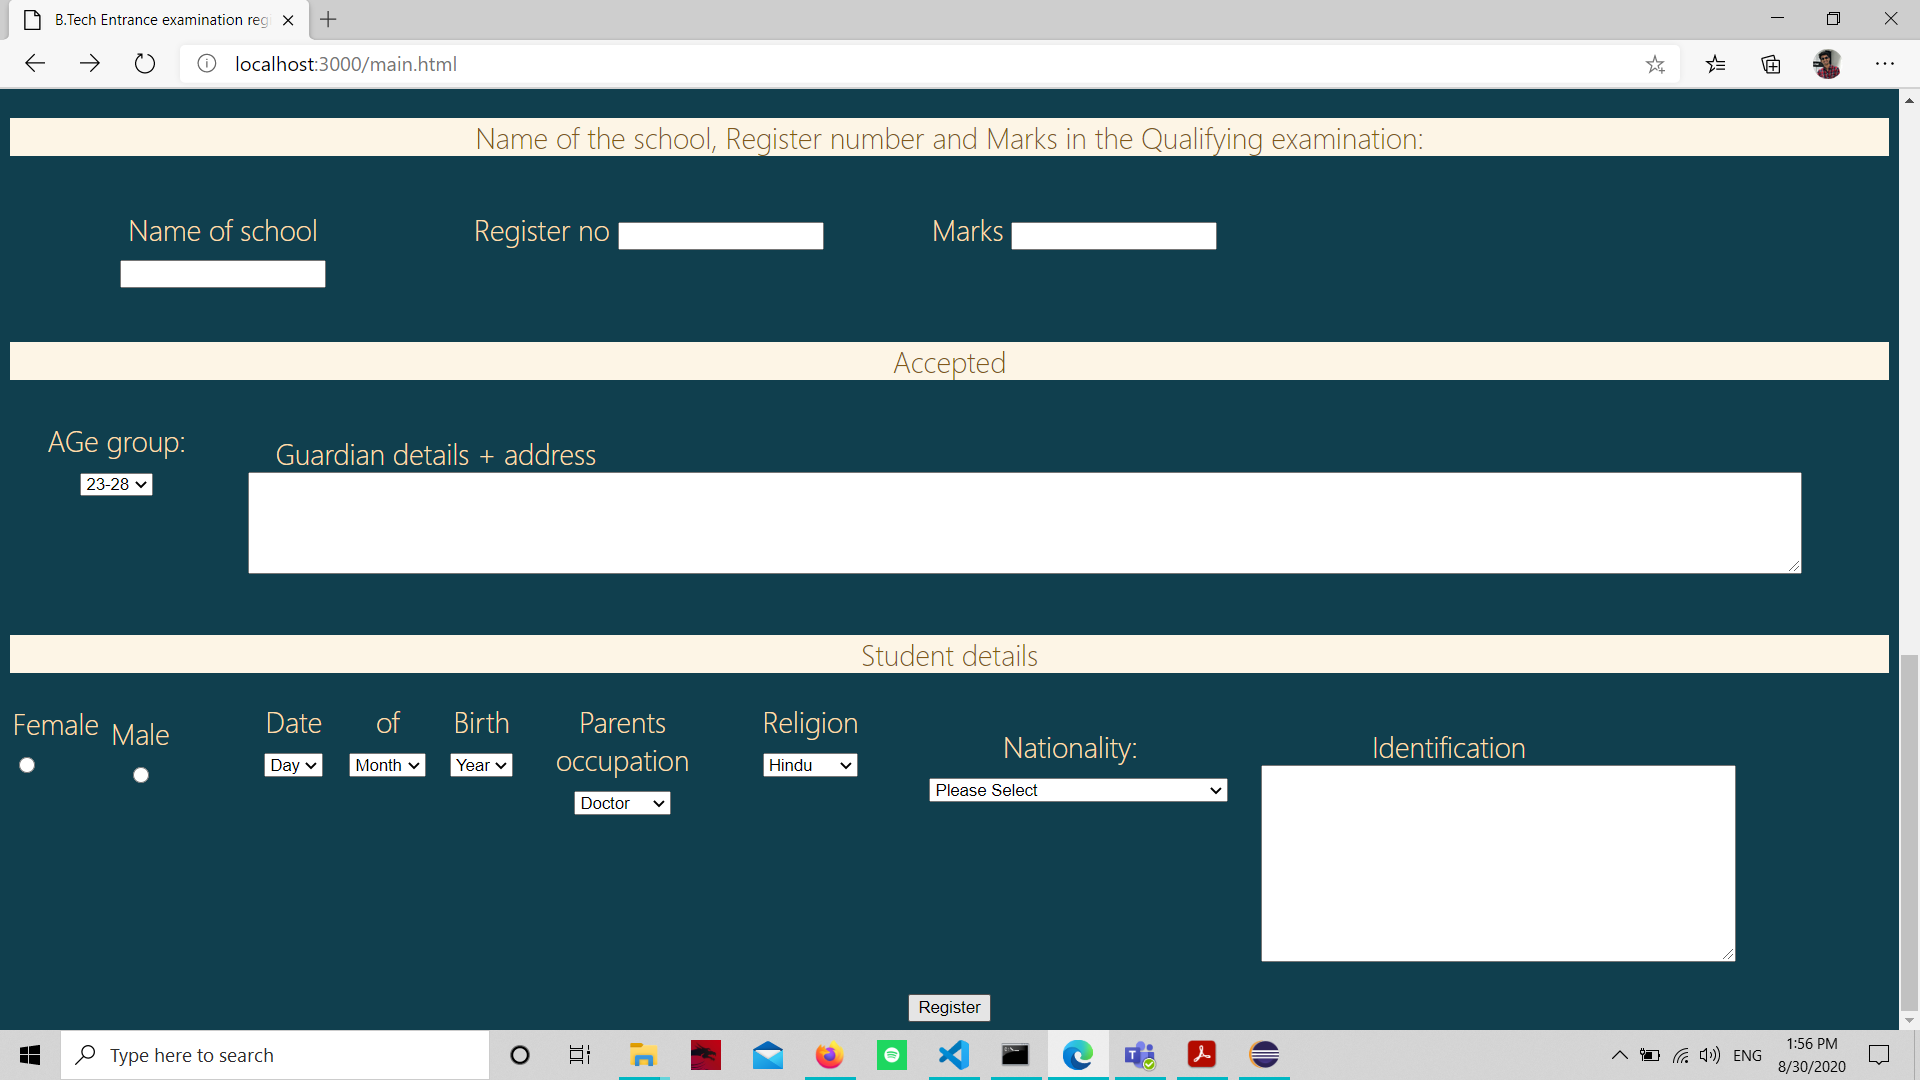 B.Tech Entrance examination reg
localhost:3000/main.html
Name of the school, Register number and Marks in the Qualifying examination:
Name of school
Register no
Marks
Accepted
AGe group:
23-28
Guardian details + address
Student details
Female
Male
Date of Birth
Day Month Year
Parents
occupation
Doctor
Religion
Hindu
Nationality:
Please Select
Identification
Register
Type here to search
ENG
1:56 PM
8/30/2020